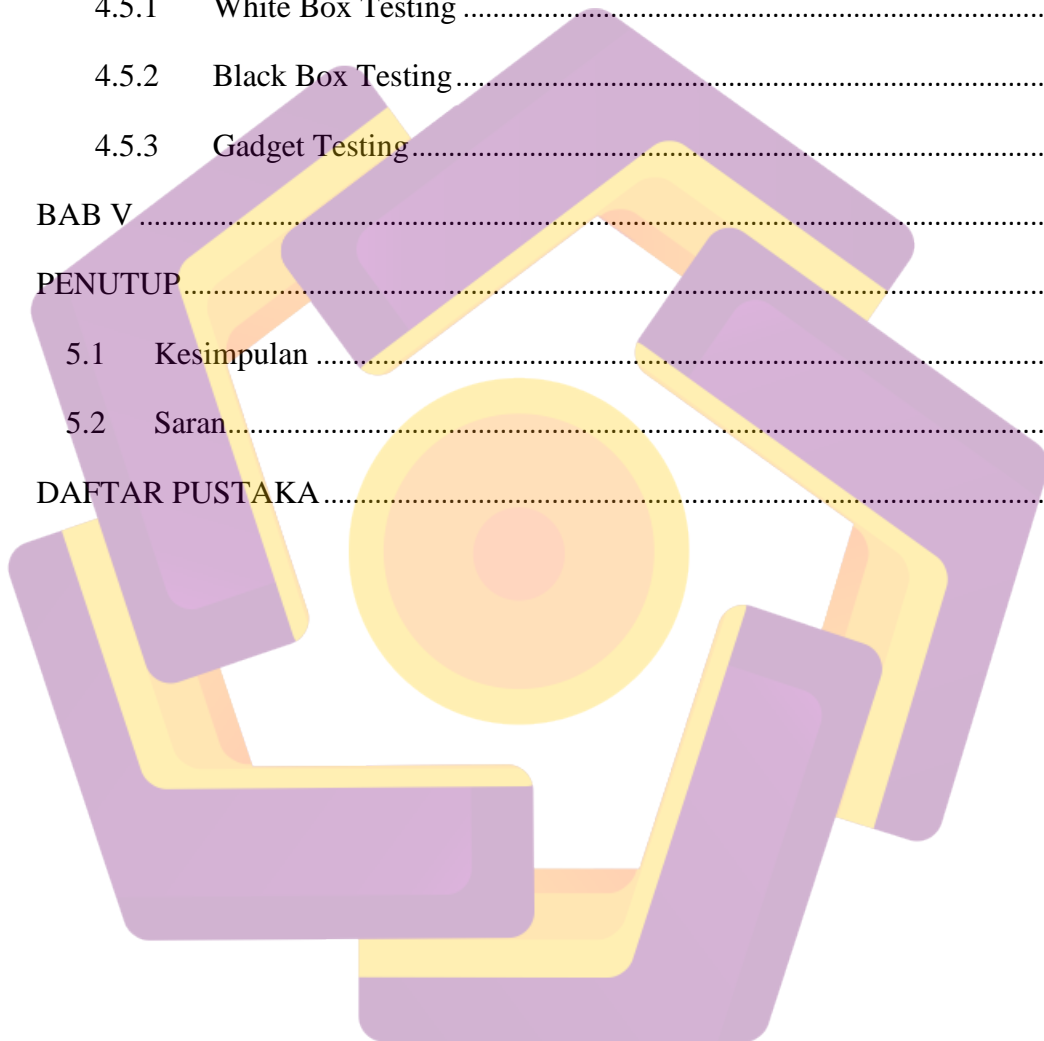 4.5.1 White Box Testing ........................................................................
4.5.2 Black Box Testing ........................................................................
4.5.3 Gadget Testing ........................................................................
BAB V ........................................................................
PENUTUP ........................................................................
5.1 Kesimpulan ........................................................................
5.2 Saran ........................................................................
DAFTAR PUSTAKA ........................................................................